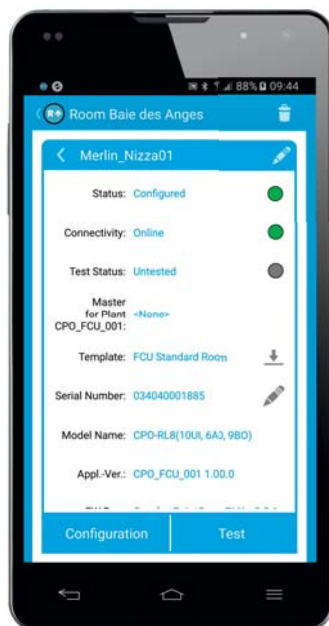 88% 09:44
R Room Baie des Anges
Merlin_Nizza01
Status: Configured
Connectivity: Online
Test Status: Untested
Master
for Plant <None>
CPO_FCU_001:
Template: FCU Standard Room
Serial Number: 034040001885
Model Name: CPO-RL8(10UI, 6AO, 9BO)
Appl.-Ver.: CPO_FCU_001 1.00.0
Configuration Test